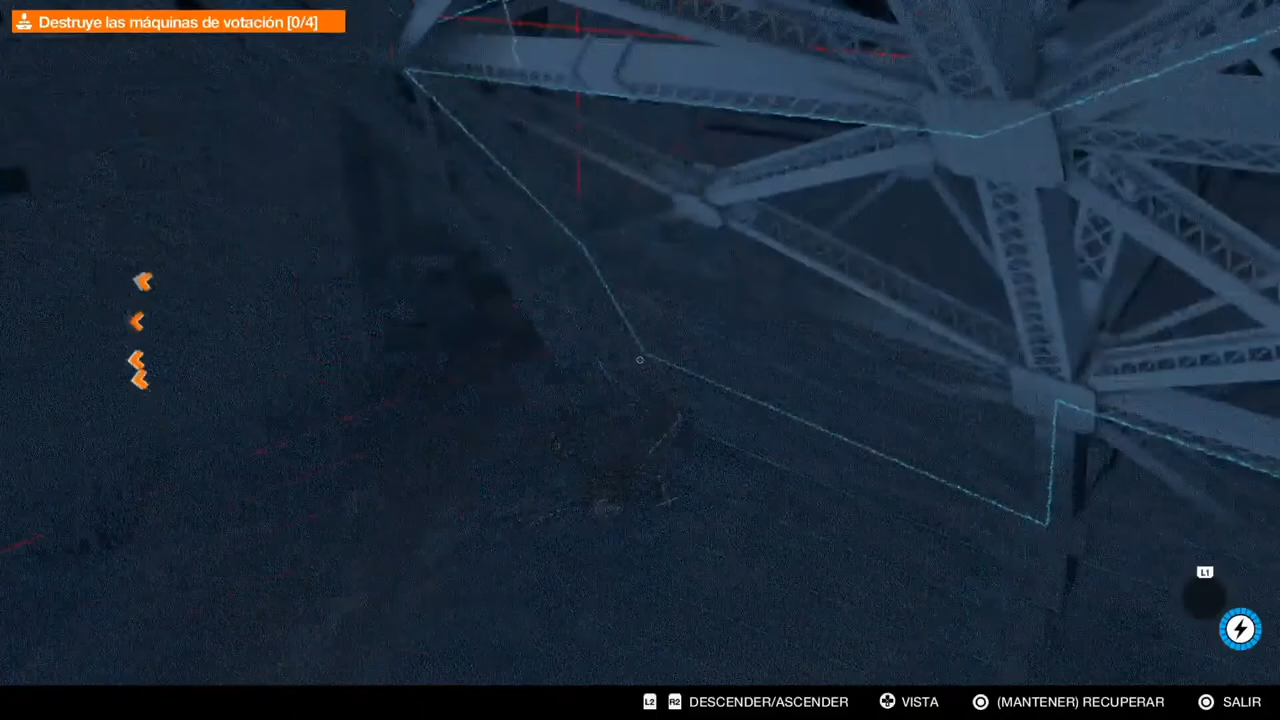 Destruye las máquinas de votación [0/4]
L1
L2 R2 DESCENDER/ASCENDER VISTA (MANTENER) RECUPERAR SALIR